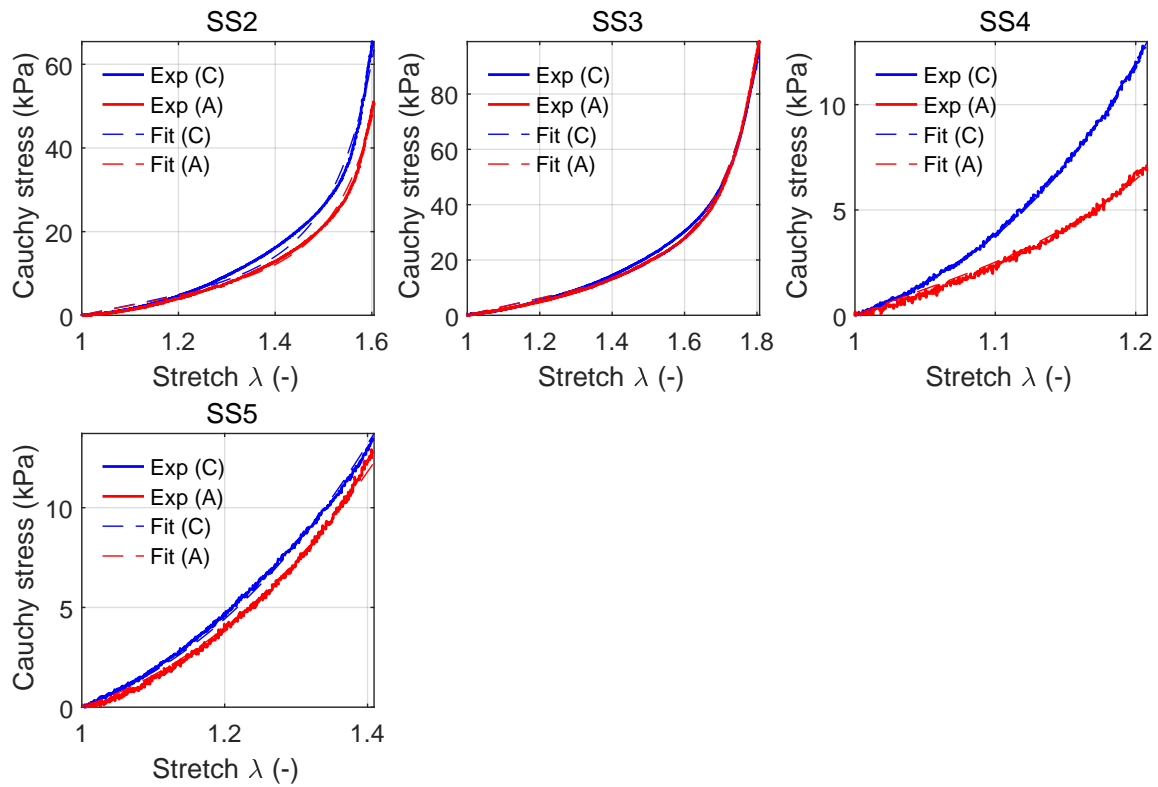 SS2
Cauchy stress (kPa)
60
40
20
0
Exp (C)
Exp (A)
Fit (C)
Fit (A)
1
1.2
1.4
1.6
Stretch λ (-)
SS3
Cauchy stress (kPa)
80
60
40
20
0
Exp (C)
Exp (A)
Fit (C)
Fit (A)
1
1.2
1.4
1.6
1.8
Stretch λ (-)
SS4
Cauchy stress (kPa)
10
5
0
Exp (C)
Exp (A)
Fit (C)
Fit (A)
1
1.1
1.2
Stretch λ (-)
SS5
Cauchy stress (kPa)
10
5
0
Exp (C)
Exp (A)
Fit (C)
Fit (A)
1
1.2
1.4
Stretch λ (-)